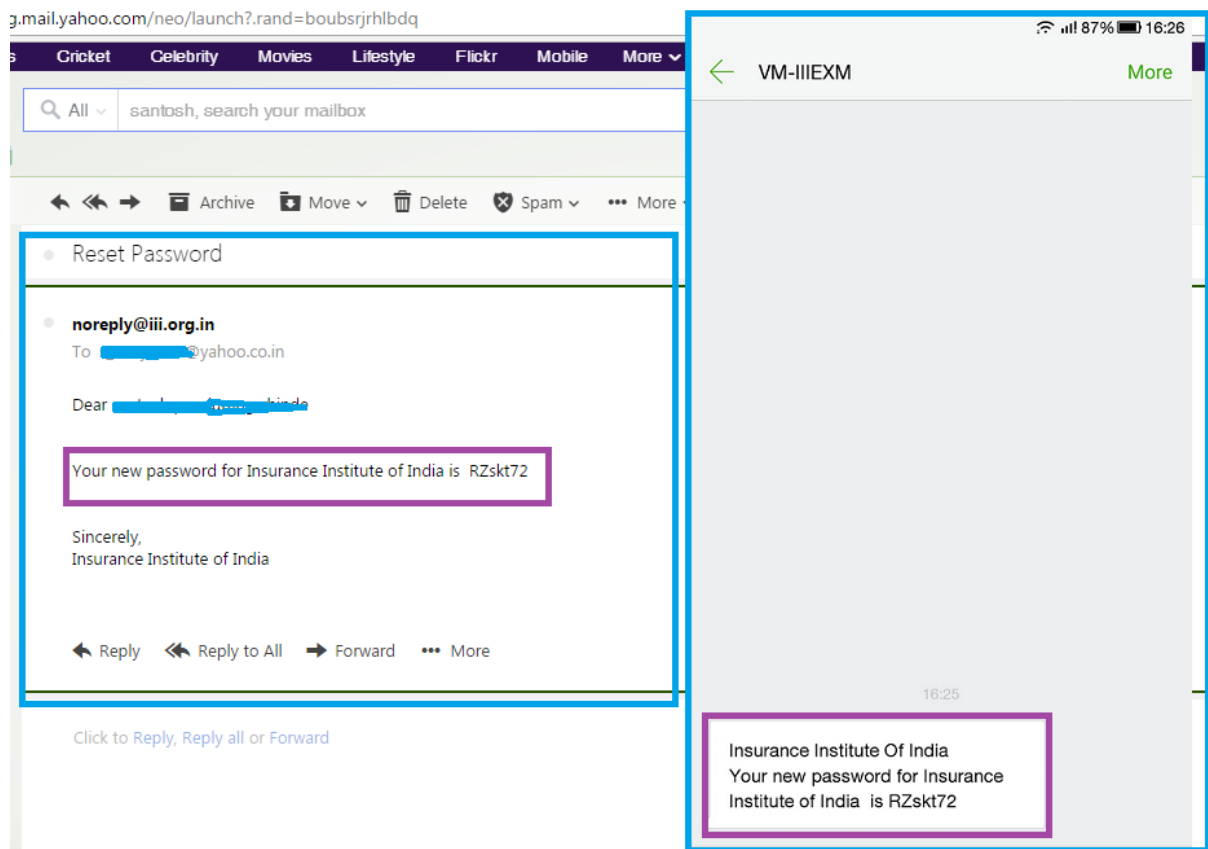 g.mail.yahoo.com/neo/launch?.rand=boubsrjrhlbdq
s Cricket Celebrity Movies Lifestyle Flickr Mobile More
All santosh, search your mailbox
Archive Move Delete Spam More
Reset Password
noreply@iii.org.in
To @yahoo.co.in
Dear
Your new password for Insurance Institute of India is RZskt72
Sincerely,
Insurance Institute of India
Reply Reply to All Forward More
Click to Reply, Reply all or Forward
87% 16:26
VM-IIIEXM More
16:25
Insurance Institute Of India
Your new password for Insurance
Institute of India is RZskt72